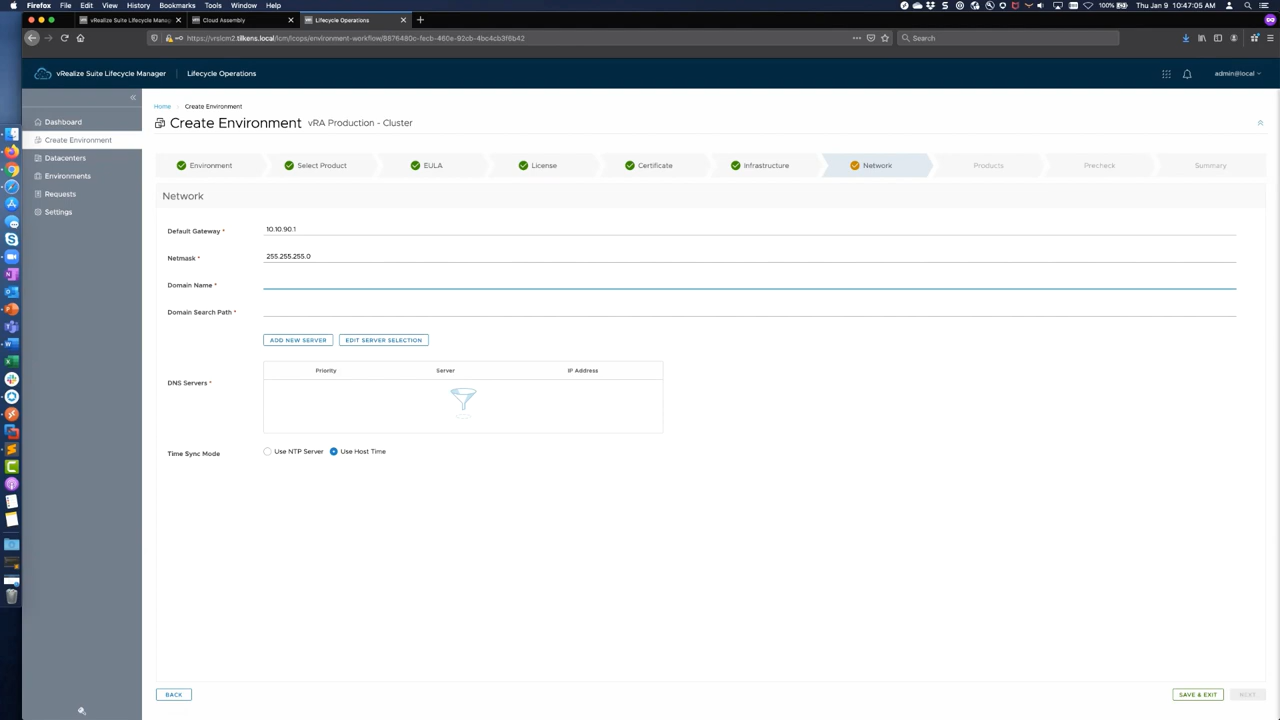 Firefox File Edit View History Bookmarks Tools Window Help
100% Thu Jan 9 10:47:05 AM
vRealize Suite Lifecycle Manag
Cloud Assembly
Lifecycle Operations
https://vrslcm2.tilkens.local/lcm/lcops/environment-workflow/8876480c-fecb-460e-92cb-4bc4cb3f6b42
Search
vRealize Suite Lifecycle Manager
Lifecycle Operations
admin@local
Dashboard
Create Environment
Datacenters
Environments
Requests
Settings
Home
Create Environment
Create Environment vRA Production - Cluster
Environment
Select Product
EULA
License
Certificate
Infrastructure
Network
Products
Precheck
Summary
Network
Default Gateway *
10.10.90.1
Netmask *
255.255.255.0
Domain Name *
Domain Search Path *
ADD NEW SERVER
EDIT SERVER SELECTION
DNS Servers *
Priority Server IP Address
Time Sync Mode
Use NTP Server
Use Host Time
BACK
SAVE & EXIT
NEXT